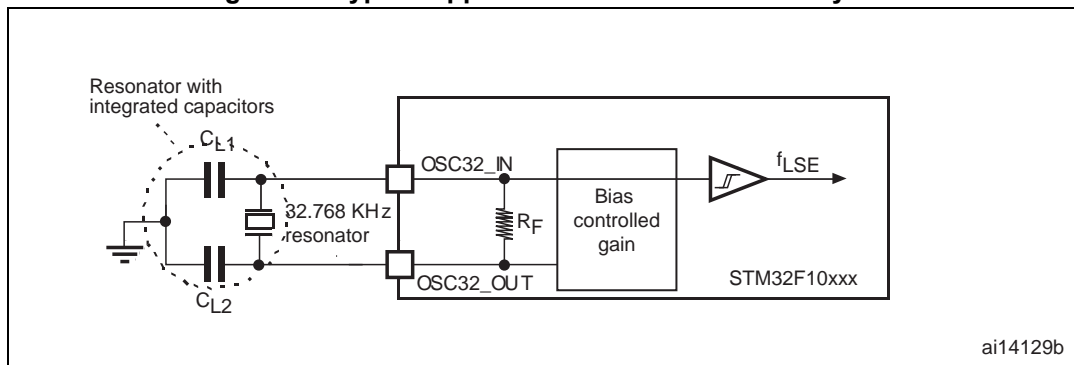 Resonator with
integrated capacitors
CL1
OSC32_IN
fLSE
Bias
controlled
gain
32.768 KHz
resonator
RF
STM32F10xxx
OSC32_OUT
CL2
ai14129b